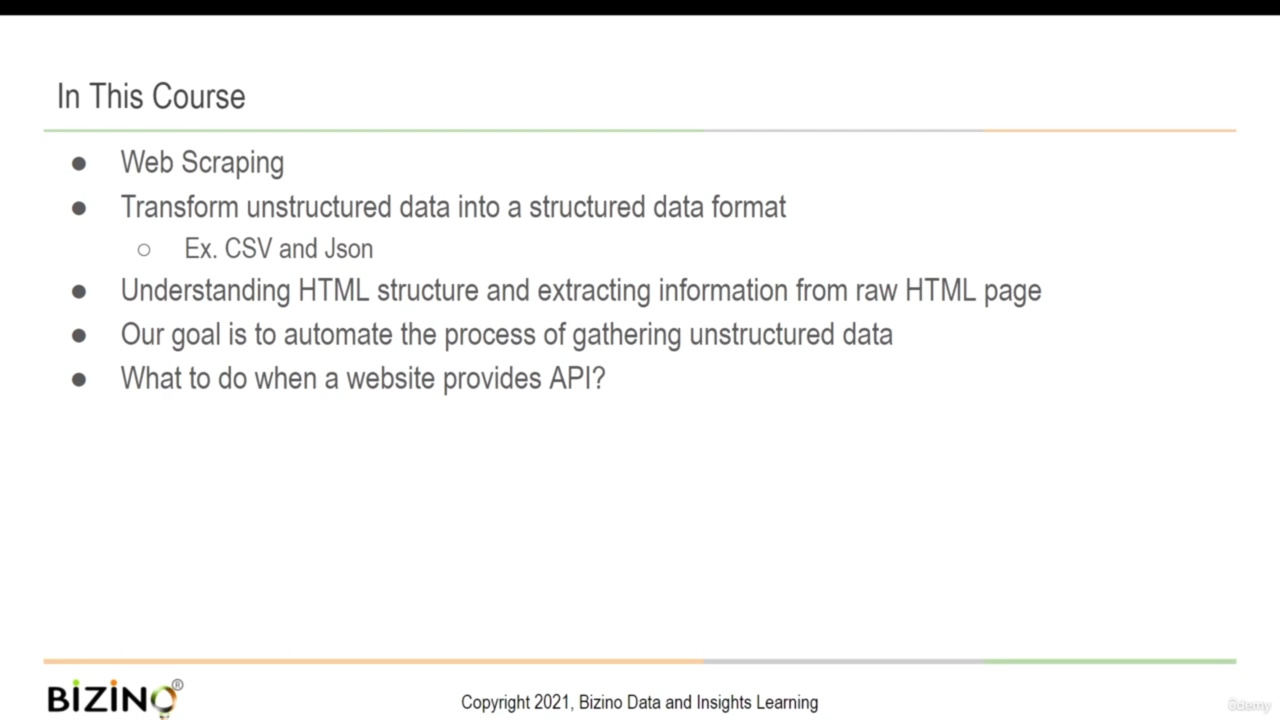 In This Course
● Web Scraping
● Transform unstructured data into a structured data format
○ Ex. CSV and Json
● Understanding HTML structure and extracting information from raw HTML page
● Our goal is to automate the process of gathering unstructured data
● What to do when a website provides API?
BiZiNO®
Copyright 2021, Bizino Data and Insights Learning
ûdemy